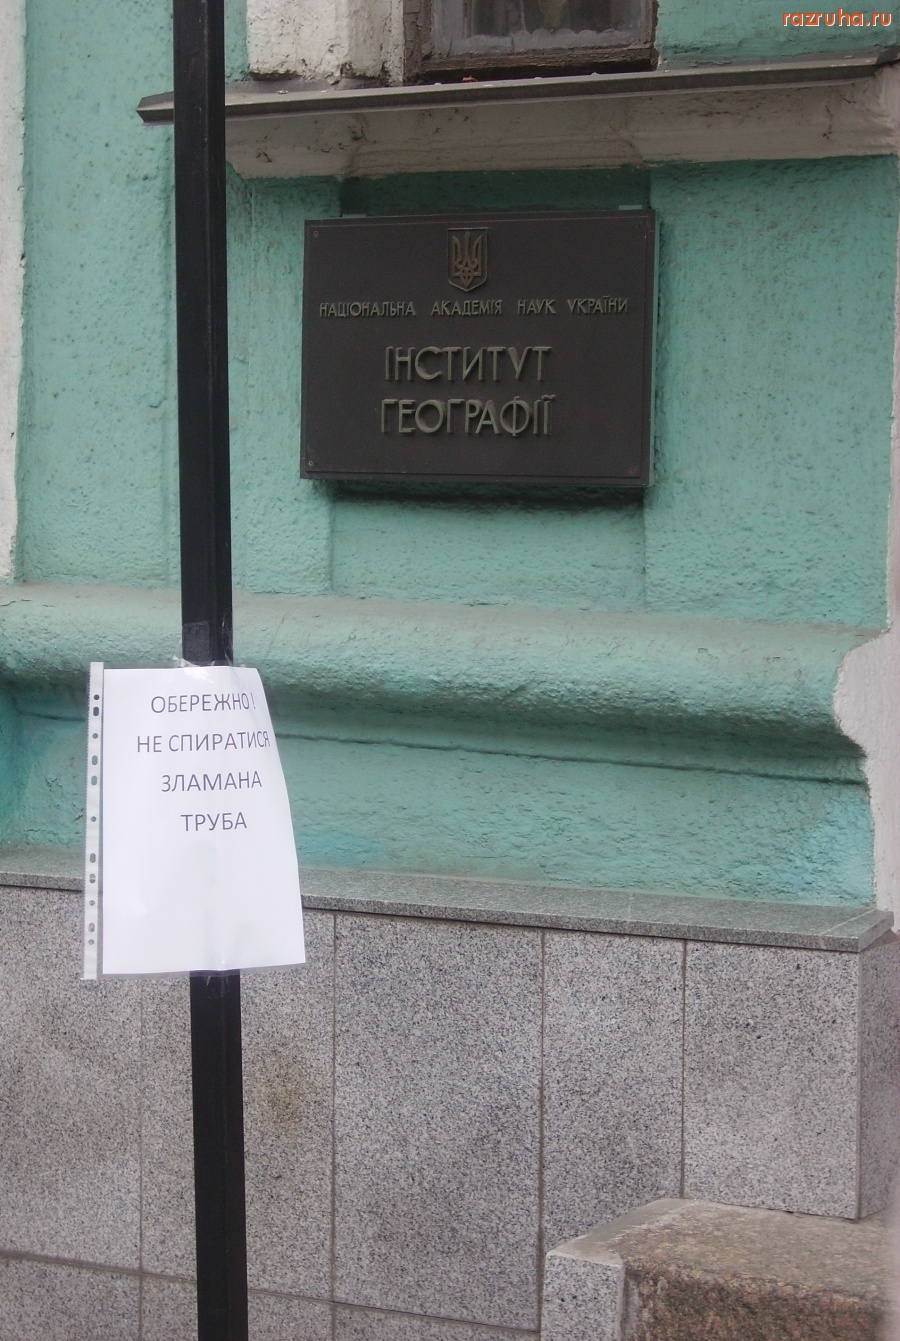 razruha.ru
НАЦІОНАЛЬНА АКАДЕМІЯ НАУК УКРАЇНИ
ІНСТИТУТ
ГЕОГРАФІЇ
ОБЕРЕЖНО!
НЕ СПИРАТИСЯ
ЗЛАМАНА
ТРУБА